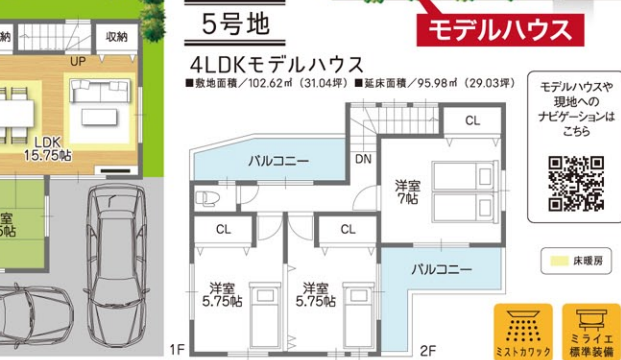 5号地
モデルハウス
4LDKモデルハウス
■敷地面積／102.62㎡（31.04坪）■延床面積／95.98㎡（29.03坪）
納
収納
UP
LDK
15.75帖
室
5帖
1F
バルコニー
DN
CL
洋室
7帖
CL
CL
洋室
5.75帖
洋室
5.75帖
バルコニー
2F
モデルハウスや
現地への
ナビゲーションは
こちら
床暖房
ミストカワック
ミライエ
標準装備